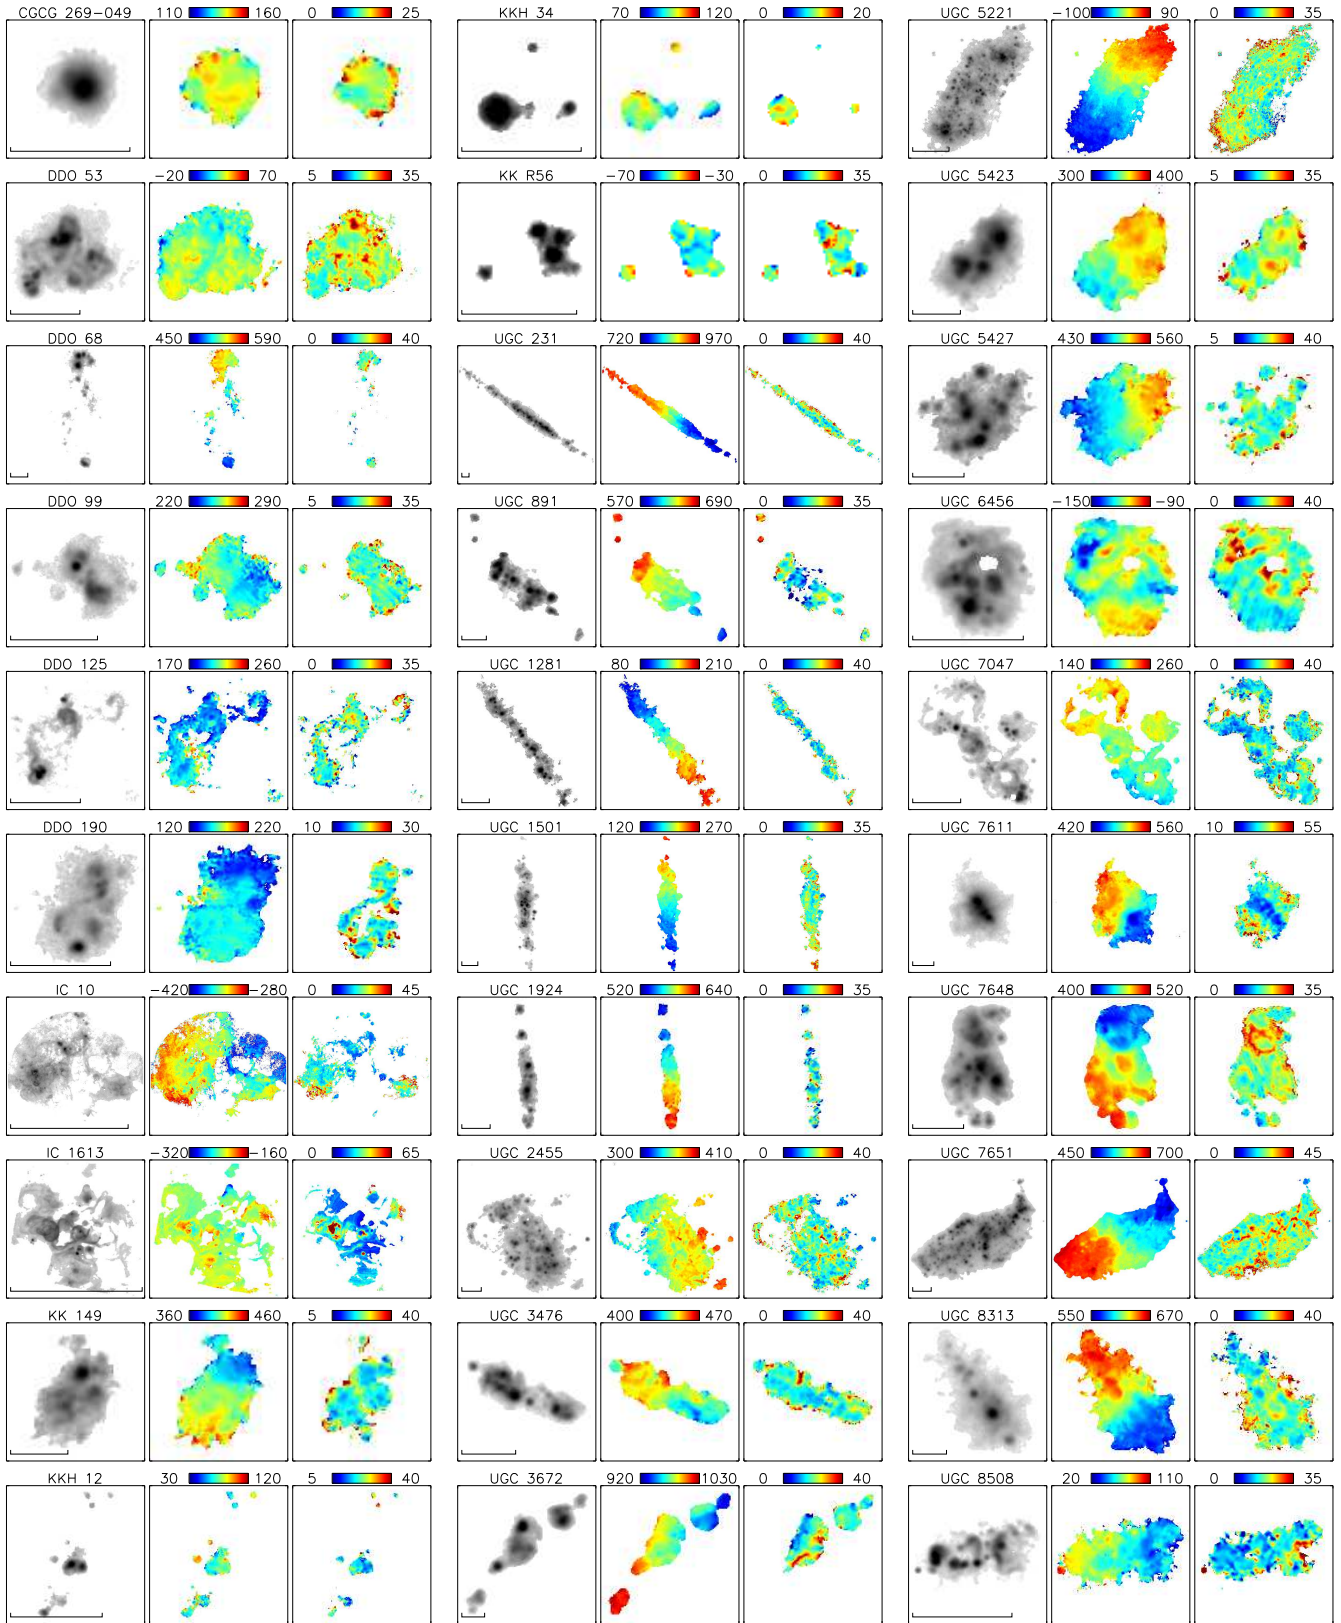 CGCG 269-049 110 160 0 25 KKH 34 70 120 0 20 UGC 5221 -100 90 0 35
DDO 53 -20 70 5 35 KK R56 -70 -30 0 35 UGC 5423 300 400 5 35
DDO 68 450 590 0 40 UGC 231 720 970 0 40 UGC 5427 430 560 5 40
DDO 99 220 290 5 35 UGC 891 570 690 0 35 UGC 6456 -150 -90 0 40
DDO 125 170 260 0 35 UGC 1281 80 210 0 40 UGC 7047 140 260 0 40
DDO 190 120 220 10 30 UGC 1501 120 270 0 35 UGC 7611 420 560 10 55
IC 10 -420 -280 0 45 UGC 1924 520 640 0 35 UGC 7648 400 520 0 35
IC 1613 -320 -160 0 65 UGC 2455 300 410 0 35 UGC 7651 450 700 0 45
KK 149 360 460 5 40 UGC 3476 400 470 0 40 UGC 8313 550 670 0 40
KKH 12 30 120 5 40 UGC 3672 920 1030 0 40 UGC 8508 20 110 0 35